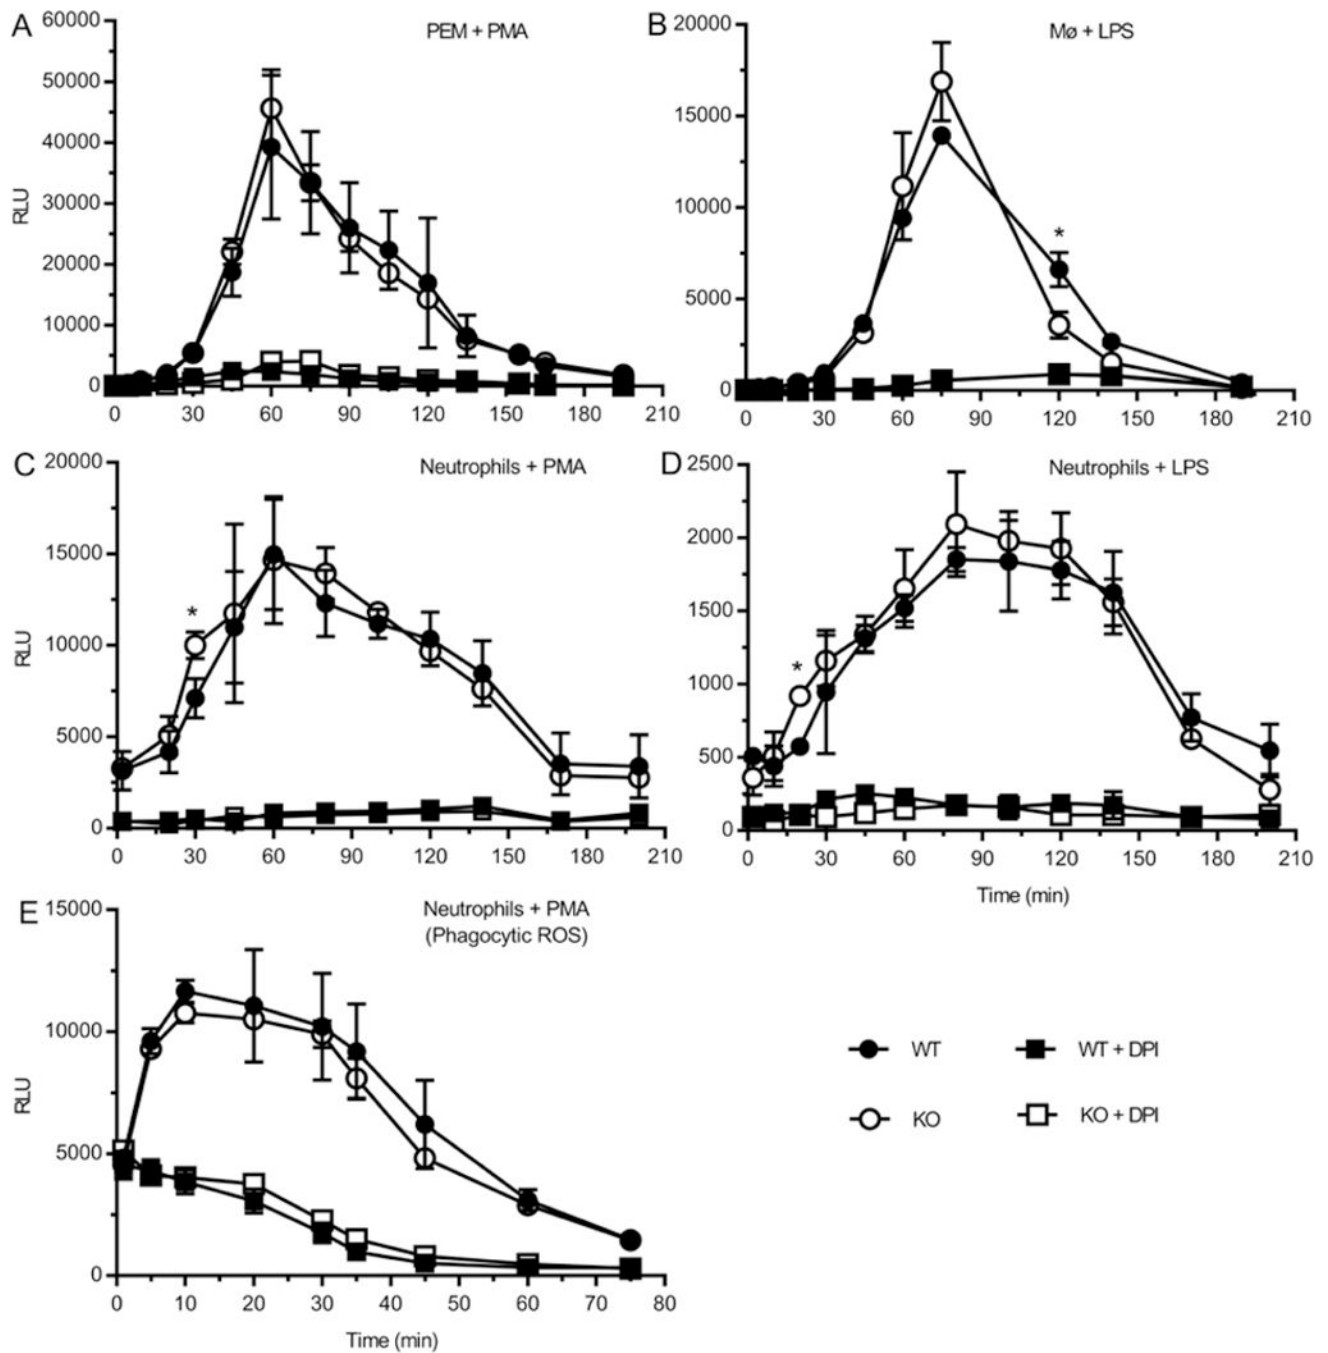 A
PEM + PMA
60000
50000
40000
30000
20000
10000
0
RLU
0 30 60 90 120 150 180 210
B
Mø + LPS
20000
15000
10000
5000
0
*
0 30 60 90 120 150 180 210
C
Neutrophils + PMA
20000
15000
10000
5000
0
RLU
*
0 30 60 90 120 150 180 210
D
Neutrophils + LPS
2500
2000
1500
1000
500
0
*
0 30 60 90 120 150 180 210
Time (min)
E
Neutrophils + PMA
(Phagocytic ROS)
15000
10000
5000
0
RLU
0 10 20 30 40 50 60 70 80
Time (min)
WT WT + DPI
KO KO + DPI